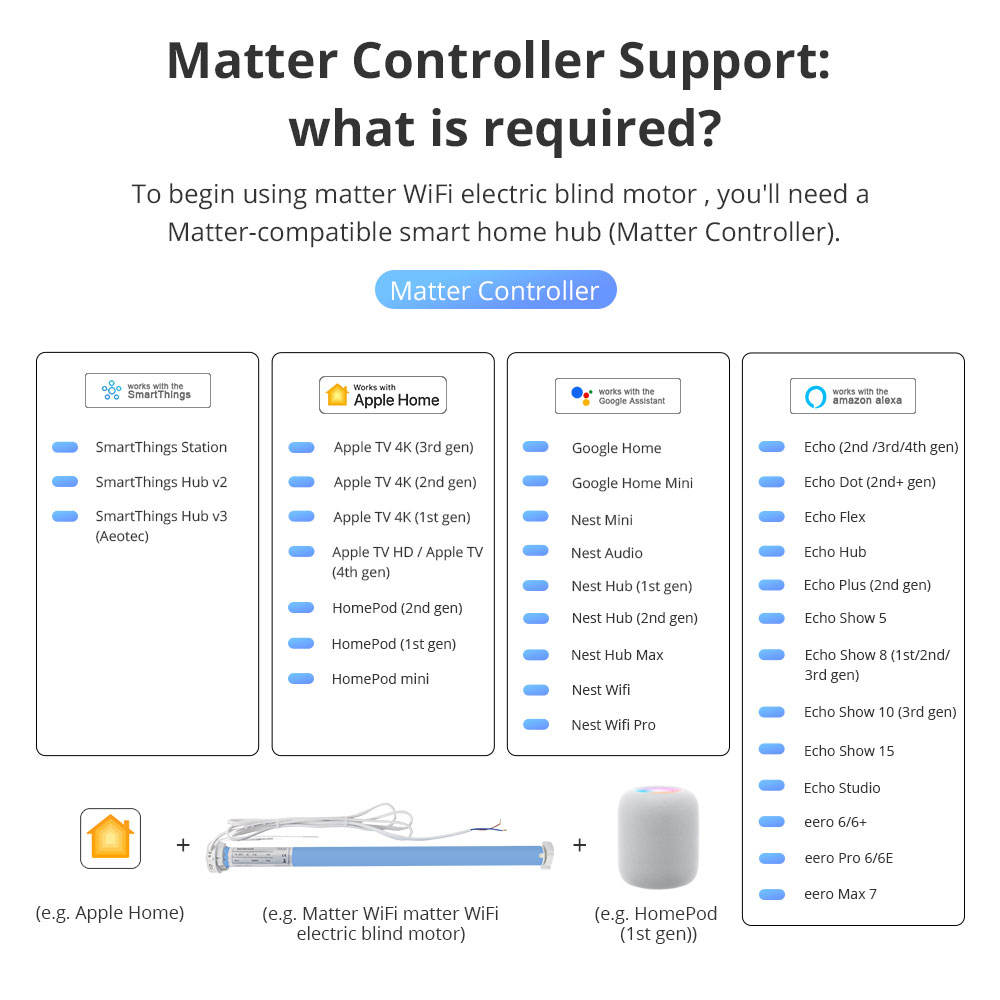 Matter Controller Support:
what is required?
To begin using matter WiFi electric blind motor , you'll need a
Matter-compatible smart home hub (Matter Controller).
Matter Controller
works with the
SmartThings
SmartThings Station
SmartThings Hub v2
SmartThings Hub v3
(Aeotec)
Works with
Apple Home
Apple TV 4K (3rd gen)
Apple TV 4K (2nd gen)
Apple TV 4K (1st gen)
Apple TV HD / Apple TV
(4th gen)
HomePod (2nd gen)
HomePod (1st gen)
HomePod mini
works with the
Google Assistant
Google Home
Google Home Mini
Nest Mini
Nest Audio
Nest Hub (1st gen)
Nest Hub (2nd gen)
Nest Hub Max
Nest Wifi
Nest Wifi Pro
works with the
amazon alexa
Echo (2nd /3rd/4th gen)
Echo Dot (2nd+ gen)
Echo Flex
Echo Hub
Echo Plus (2nd gen)
Echo Show 5
Echo Show 8 (1st/2nd/
3rd gen)
Echo Show 10 (3rd gen)
Echo Show 15
Echo Studio
eero 6/6+
eero Pro 6/6E
eero Max 7
+
+
(e.g. Apple Home)
(e.g. Matter WiFi matter WiFi
electric blind motor)
(e.g. HomePod
(1st gen))